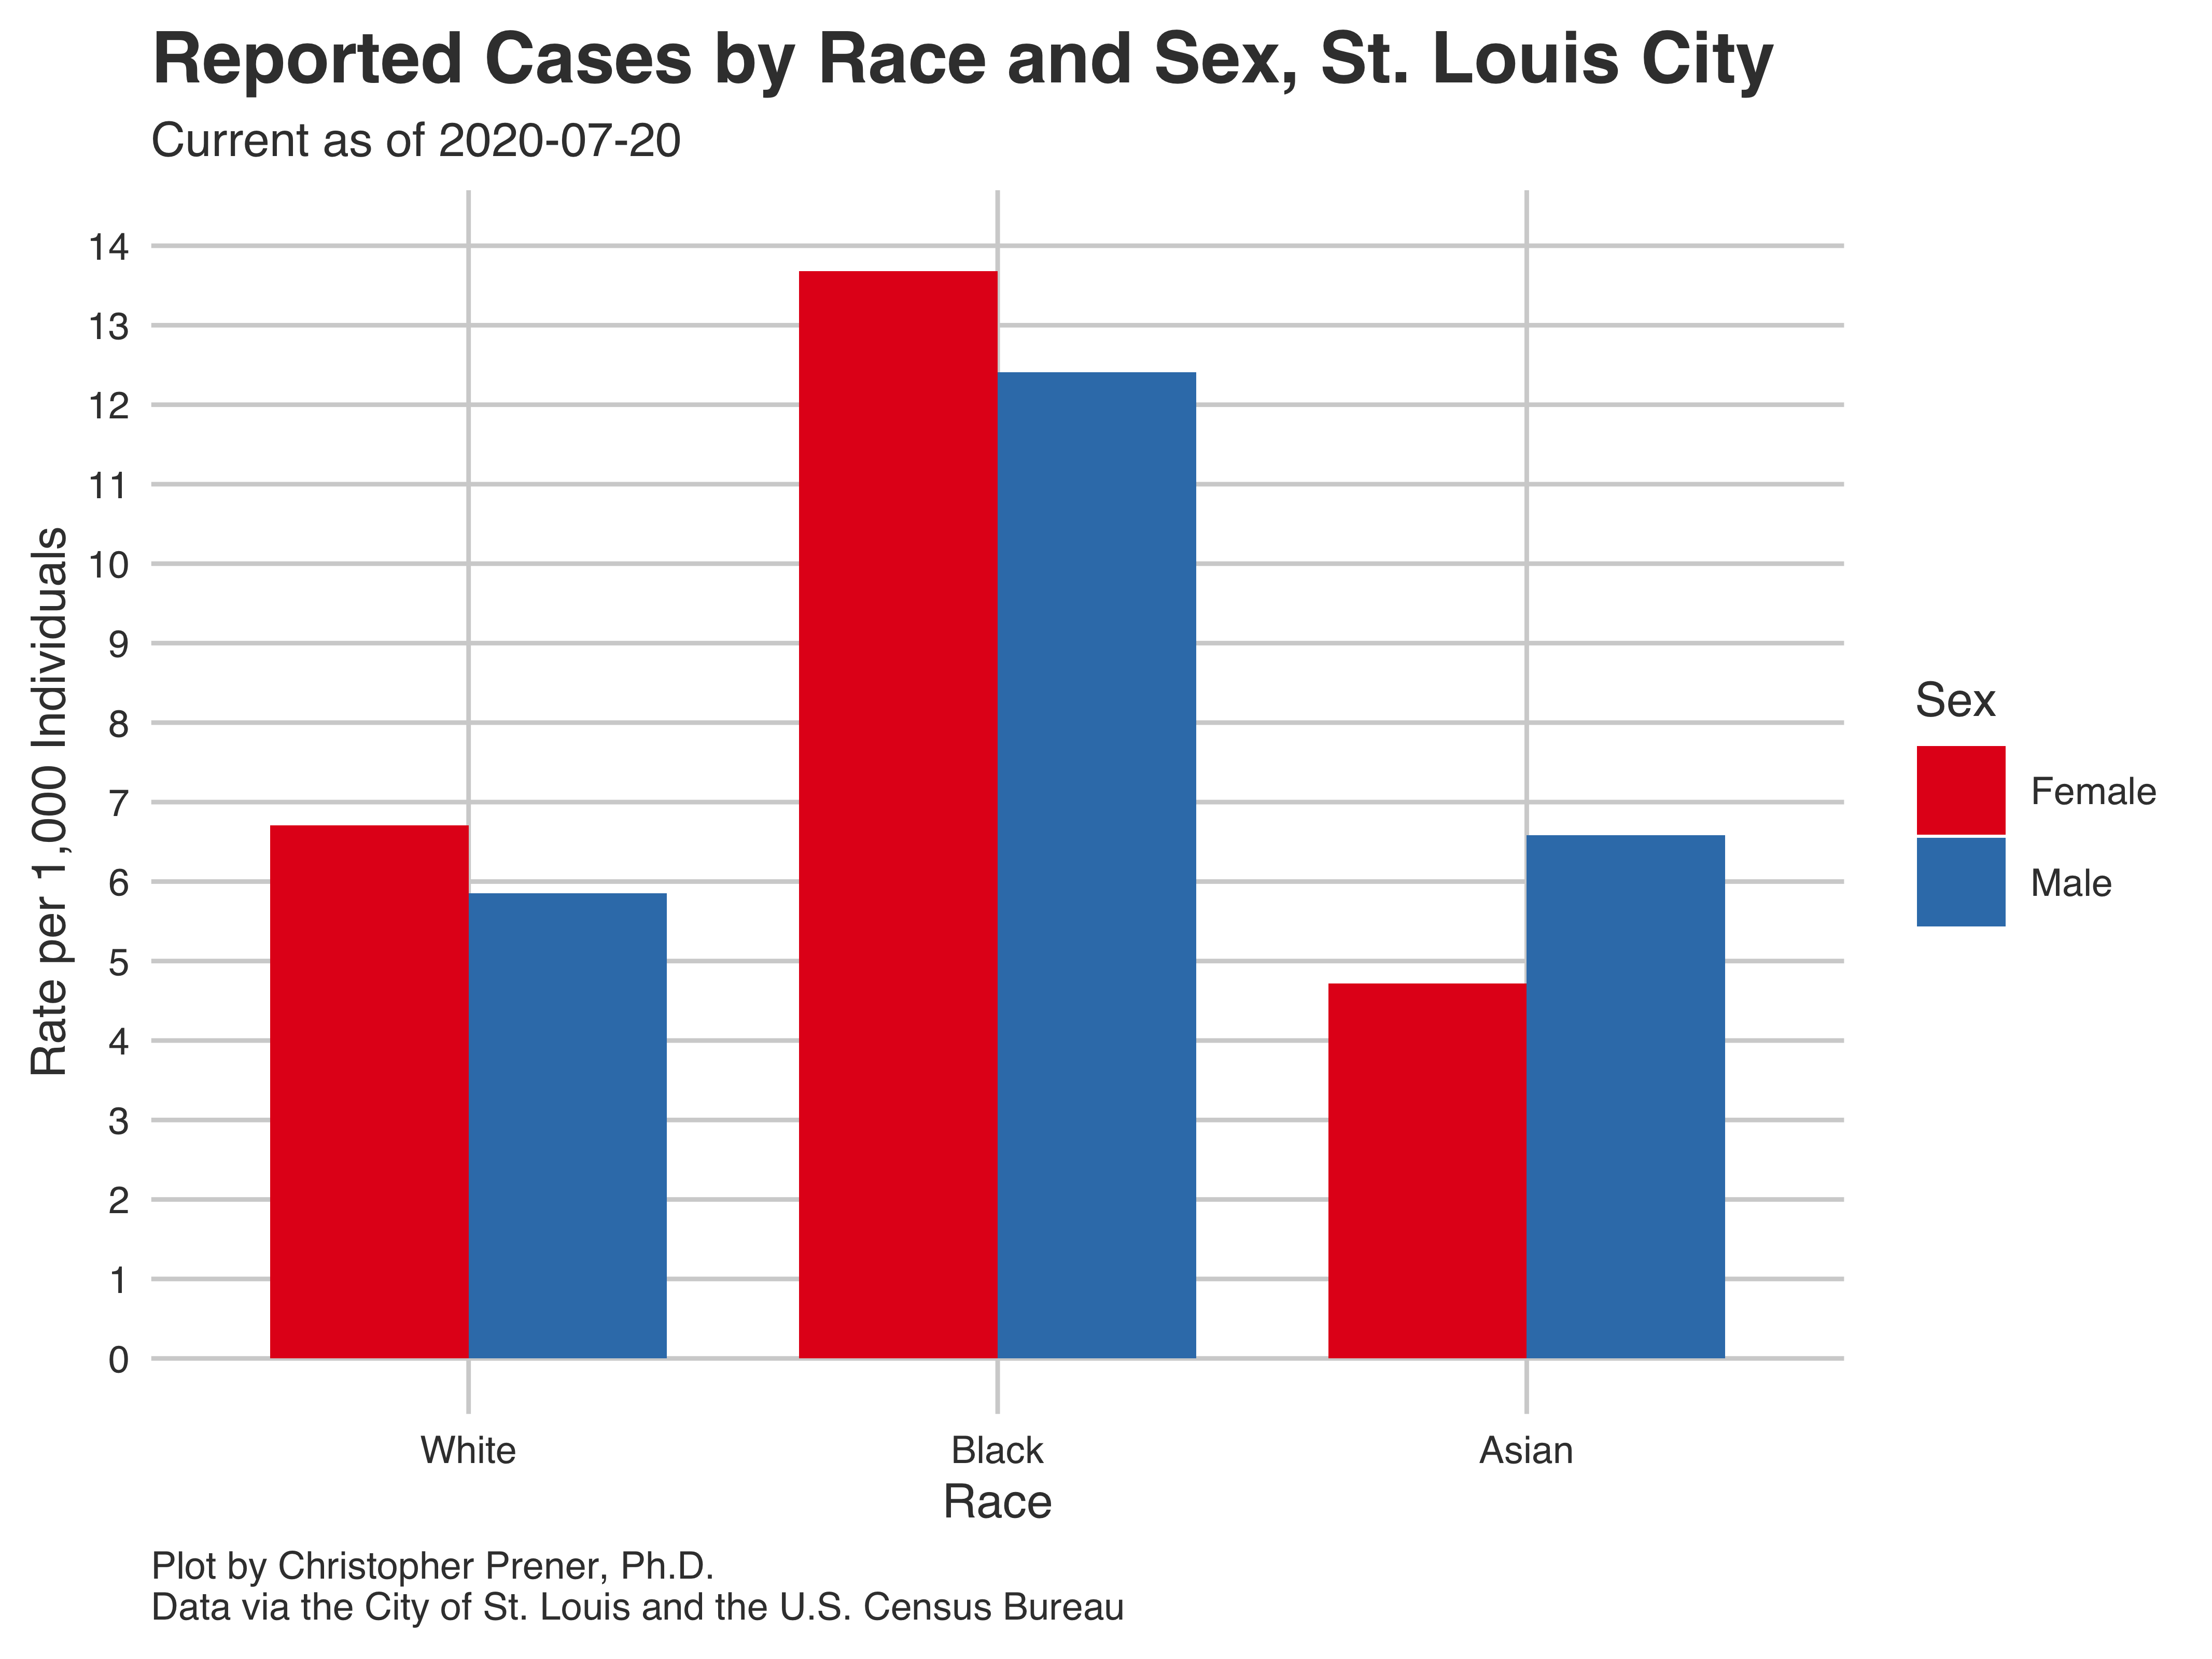 Reported Cases by Race and Sex, St. Louis City
Current as of 2020-07-20
14
13
12
11
10
9
8
7
6
5
4
3
2
1
0
Rate per 1,000 Individuals
White Black Asian
Race
Sex
Female
Male
Plot by Christopher Prener, Ph.D.
Data via the City of St. Louis and the U.S. Census Bureau